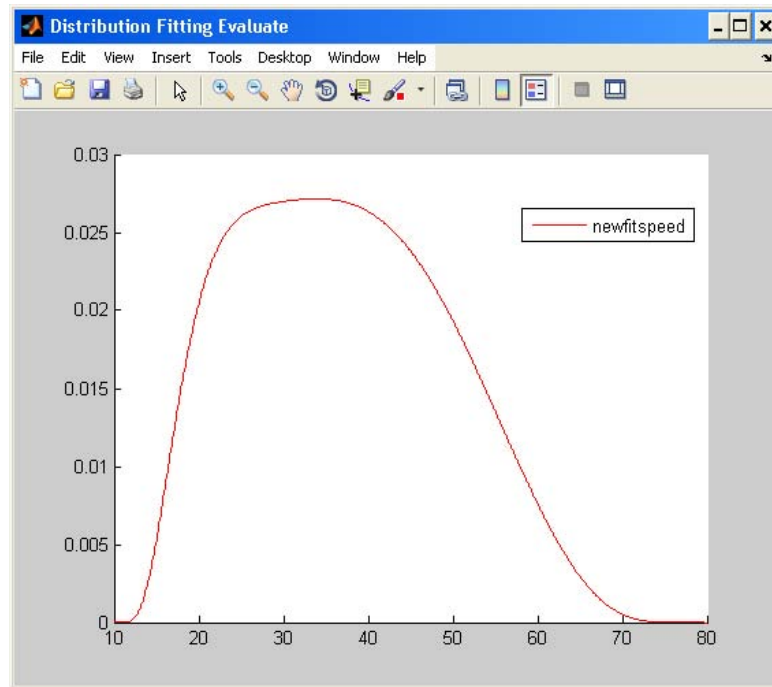 Distribution Fitting Evaluate
File Edit View Insert Tools Desktop Window Help
0.03
0.025
0.02
0.015
0.01
0.005
0
10 20 30 40 50 60 70 80
newfitspeed